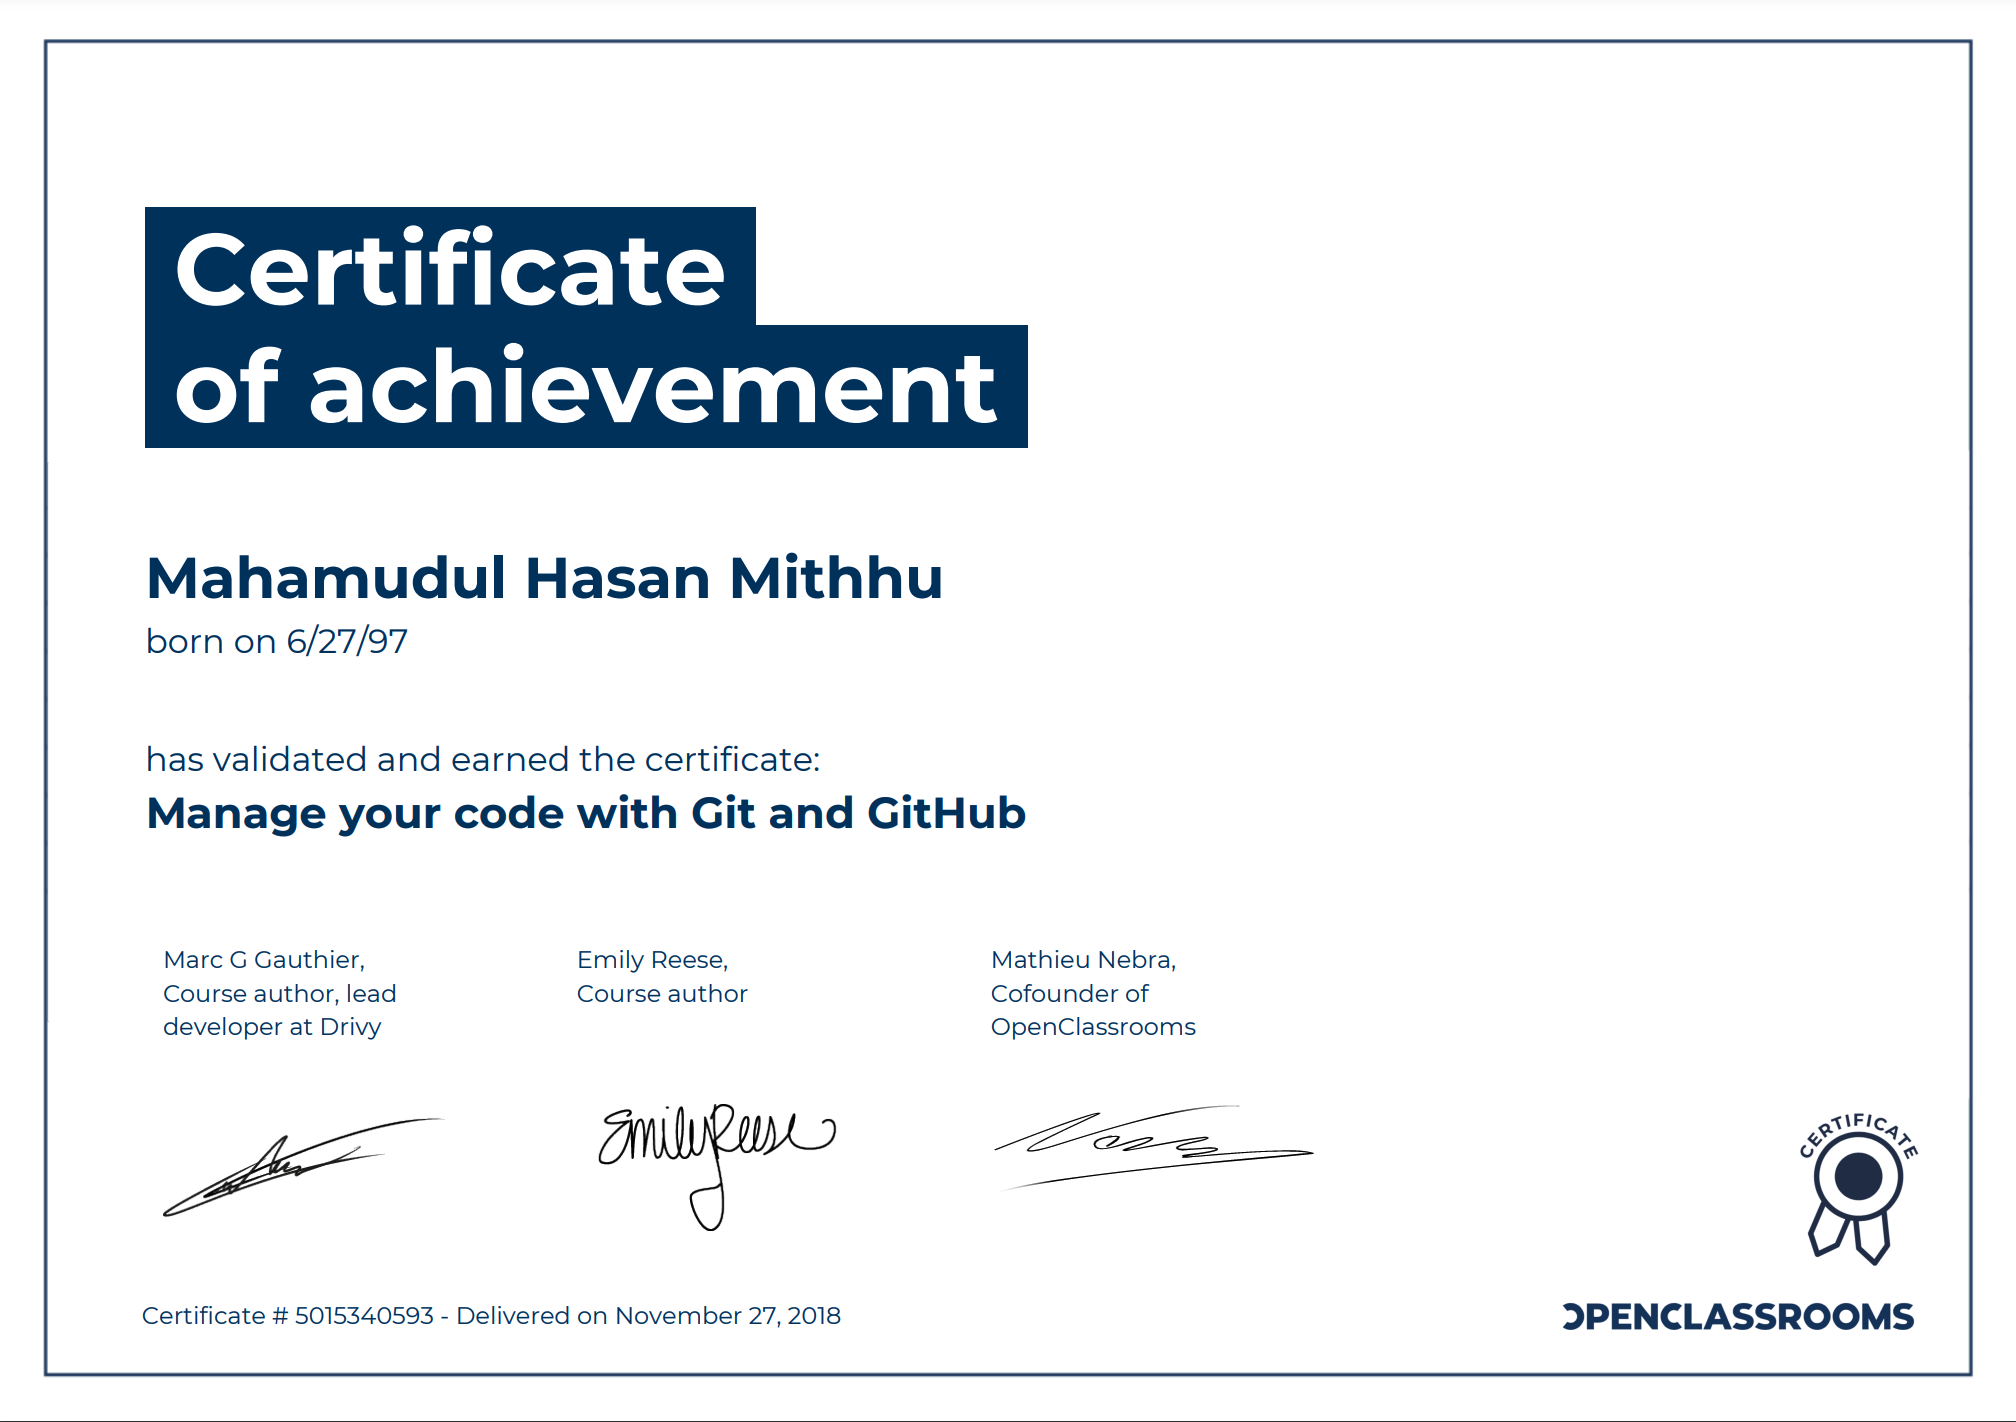 Certificate
of achievement
Mahamudul Hasan Mithhu
born on 6/27/97
has validated and earned the certificate:
Manage your code with Git and GitHub
Marc G Gauthier,
Course author, lead
developer at Drivy
Emily Reese,
Course author
Mathieu Nebra,
Cofounder of
OpenClassrooms
Emily Reese
CERTIFICATE
Certificate # 5015340593 - Delivered on November 27, 2018
OPENCLASSROOMS